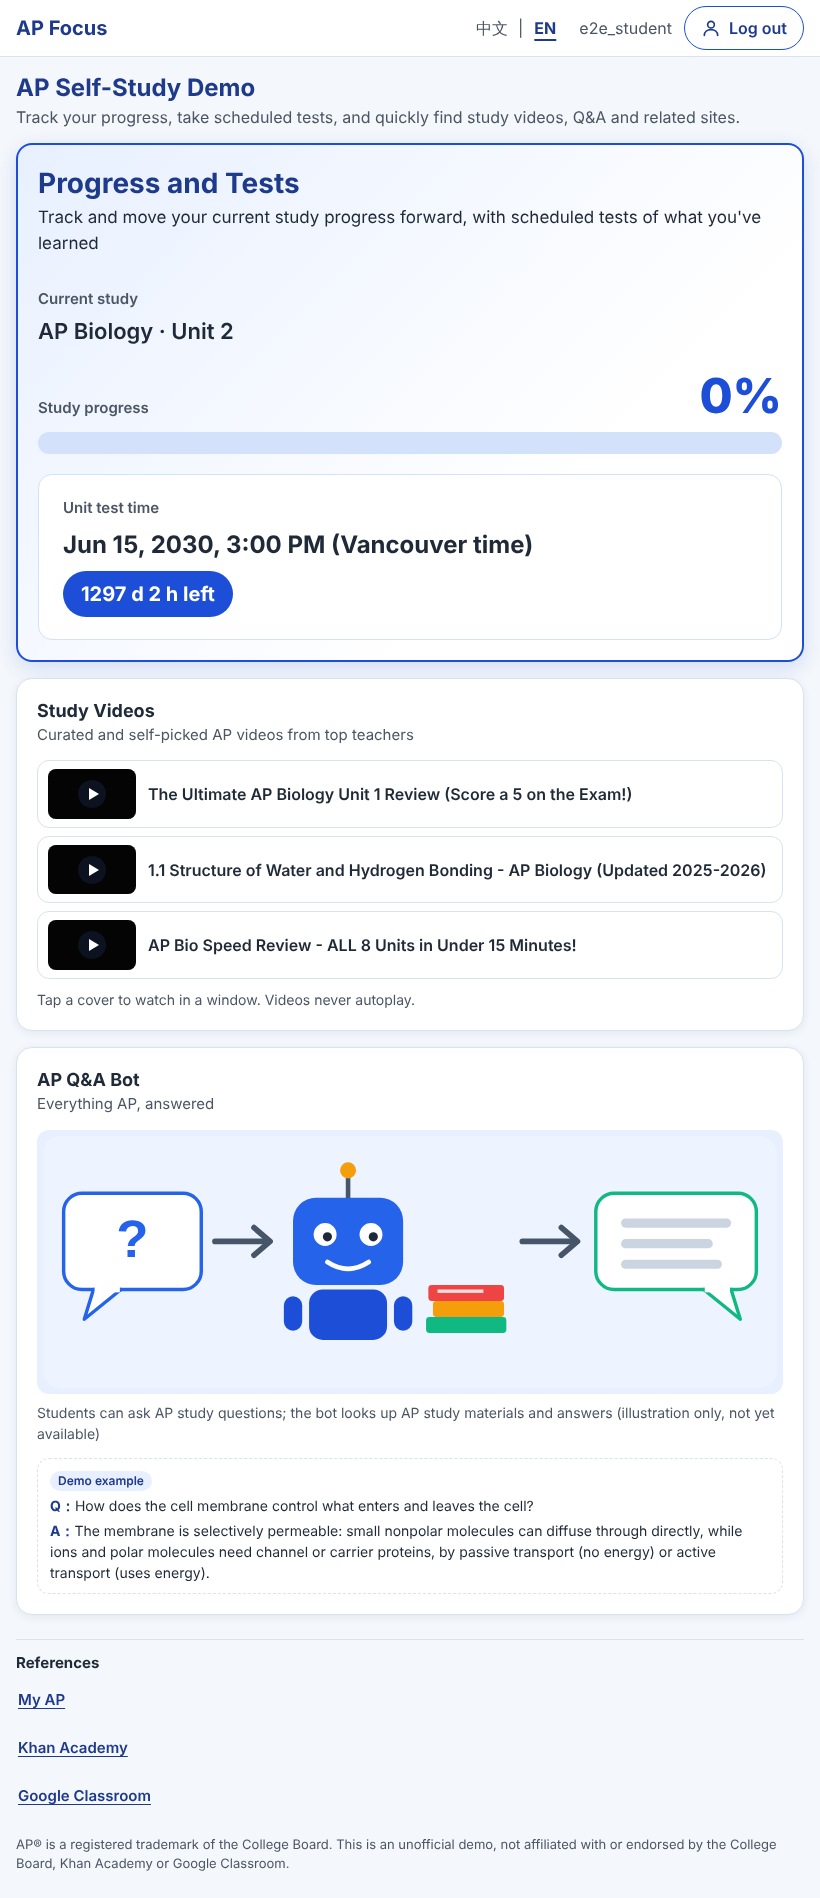 AP Focus
中文 | EN e2e_student Log out
AP Self-Study Demo
Track your progress, take scheduled tests, and quickly find study videos, Q&A and related sites.
Progress and Tests
Track and move your current study progress forward, with scheduled tests of what you've
learned
Current study
AP Biology · Unit 2
Study progress
0%
Unit test time
Jun 15, 2030, 3:00 PM (Vancouver time)
1297 d 2 h left
Study Videos
Curated and self-picked AP videos from top teachers
The Ultimate AP Biology Unit 1 Review (Score a 5 on the Exam!)
1.1 Structure of Water and Hydrogen Bonding - AP Biology (Updated 2025-2026)
AP Bio Speed Review - ALL 8 Units in Under 15 Minutes!
Tap a cover to watch in a window. Videos never autoplay.
AP Q&A Bot
Everything AP, answered
?
Students can ask AP study questions; the bot looks up AP study materials and answers (illustration only, not yet
available)
Demo example
Q：How does the cell membrane control what enters and leaves the cell?
A：The membrane is selectively permeable: small nonpolar molecules can diffuse through directly, while
ions and polar molecules need channel or carrier proteins, by passive transport (no energy) or active
transport (uses energy).
References
My AP
Khan Academy
Google Classroom
AP® is a registered trademark of the College Board. This is an unofficial demo, not affiliated with or endorsed by the College
Board, Khan Academy or Google Classroom.